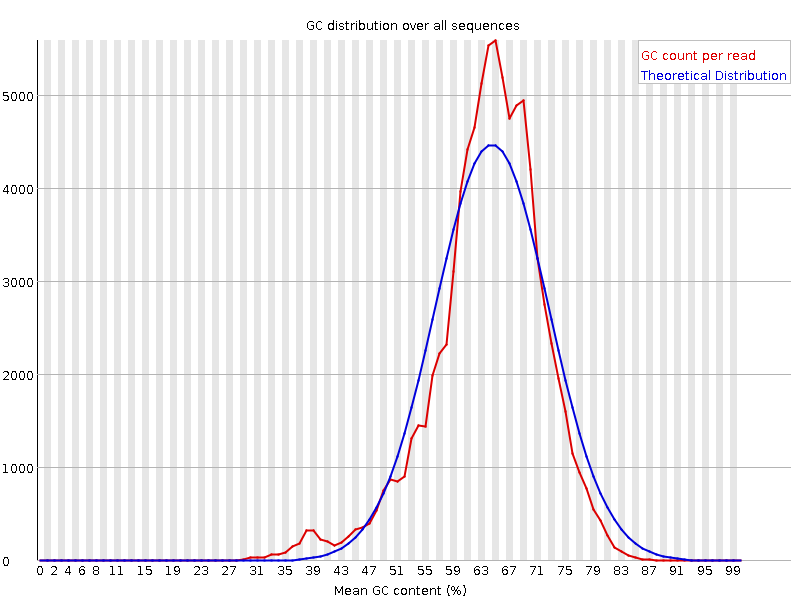 GC distribution over all sequences
GC count per read
Theoretical Distribution
5000
4000
3000
2000
1000
0
0 2 4 6 8 11 15 19 23 27 31 35 39 43 47 51 55 59 63 67 71 75 79 83 87 91 95 99
Mean GC content (%)